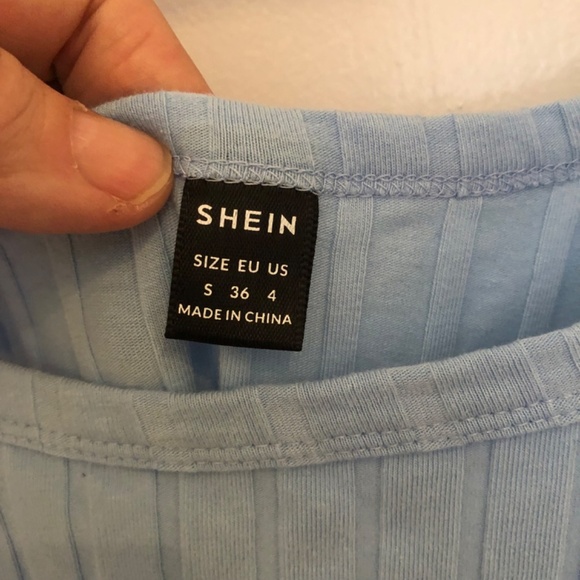 SHEIN
SIZE EU US
S 36 4
MADE IN CHINA